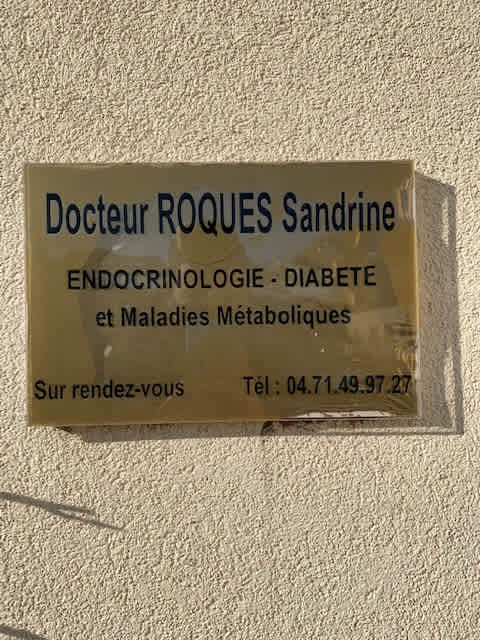 Docteur ROQUES Sandrine
ENDOCRINOLOGIE - DIABETE
et Maladies Métaboliques
Sur rendez-vous Tél : 04.71.49.97.27